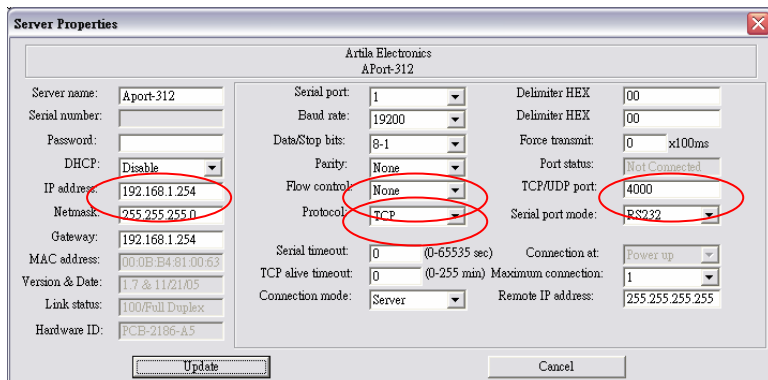 Server Properties
Artila Electronics
APort-312
Server name: Aport-312
Serial number:
Password:
DHCP: Disable
IP address: 192.168.1.254
Netmask: 255.255.255.0
Gateway: 192.168.1.254
MAC address: 00:0B:B4:81:00:63
Version & Date: 1.7 & 11/21/05
Link status: 100/Full Duplex
Hardware ID: PCB-2186-A5
Serial port: 1
Baud rate: 19200
Data/Stop bits: 8-1
Parity: None
Flow control: None
Protocol: TCP
Serial timeout: 0 (0-65535 sec)
TCP alive timeout: 0 (0-255 min)
Connection mode: Server
Delimiter HEX 00
Delimiter HEX 00
Force transmit: 0 x100ms
Port status: Not Connected
TCP/UDP port: 4000
Serial port mode: RS232
Connection at: Power up
Maximum connection: 1
Remote IP address: 255.255.255.255
Update
Cancel